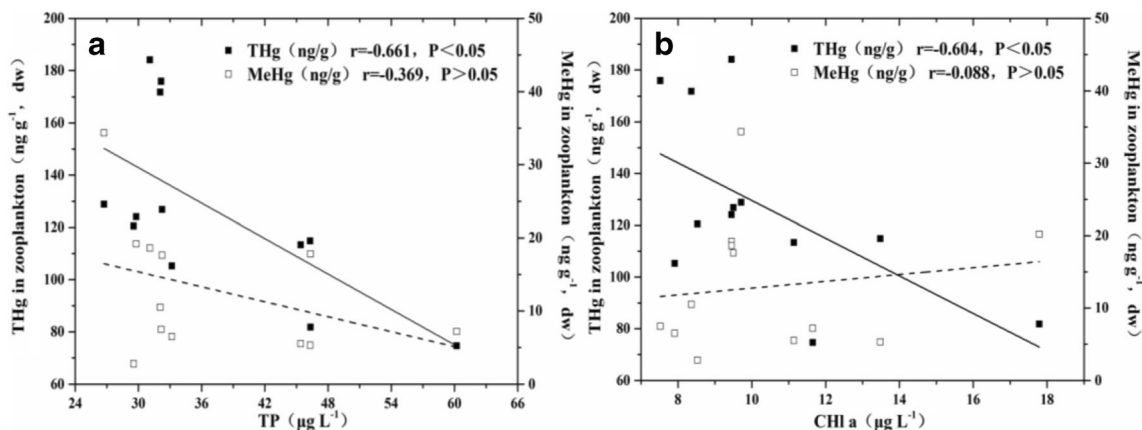 a
THg（ng/g） r=-0.661，P＜0.05
MeHg（ng/g） r=-0.369，P＞0.05
THg in zooplankton（ng g-1，dw）
200
180
160
140
120
100
80
60
24 30 36 42 48 54 60 66
TP（μg L-1）
50
40
30
20
10
0
MeHg in zooplankton（ng g-1，dw）
b
THg（ng/g） r=-0.604，P＜0.05
MeHg（ng/g） r=-0.088，P＞0.05
THg in zooplankton（ng g-1，dw）
200
180
160
140
120
100
80
60
8 10 12 14 16 18
CHl a（μg L-1）
50
40
30
20
10
0
MeHg in zooplankton（ng g-1，dw）